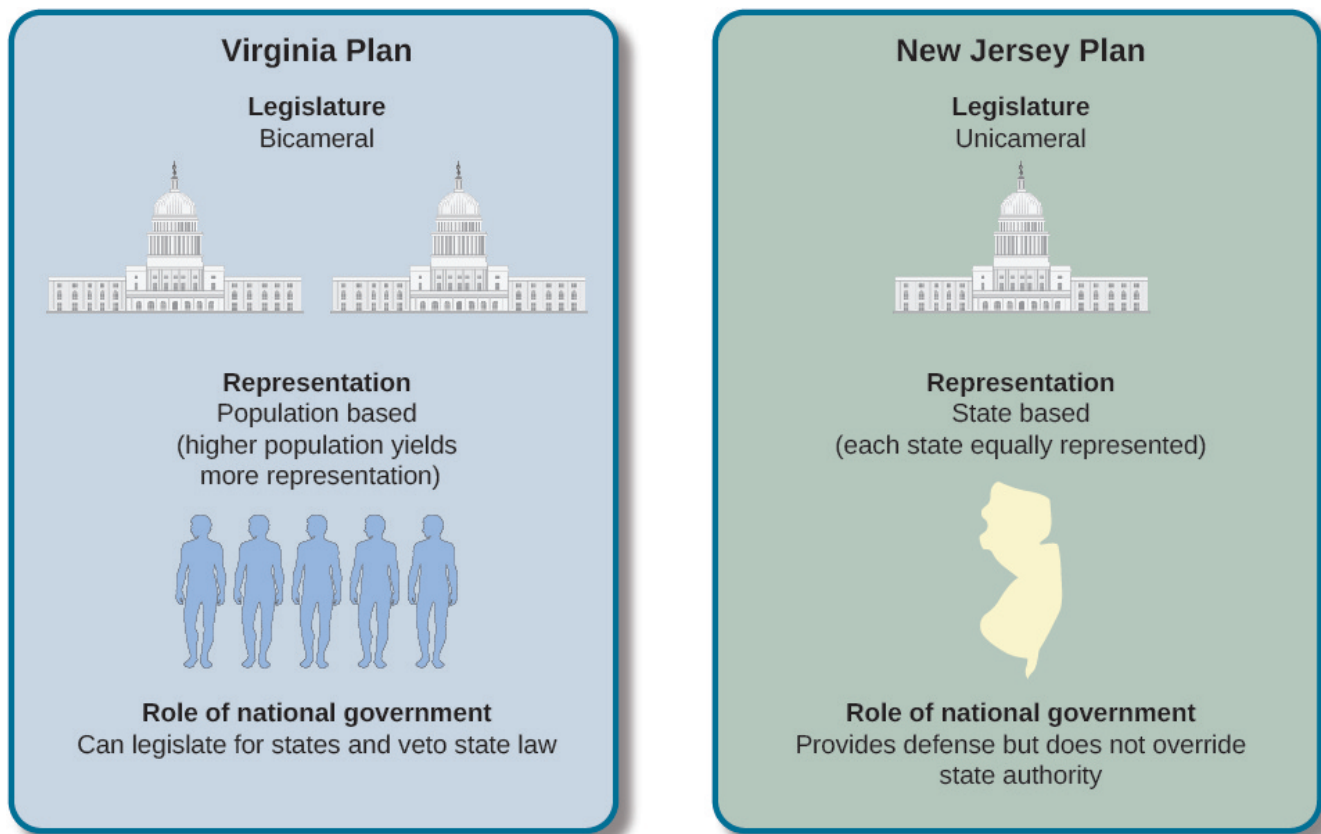 Virginia Plan
Legislature
Bicameral
Representation
Population based
(higher population yields
more representation)
Role of national government
Can legislate for states and veto state law
New Jersey Plan
Legislature
Unicameral
Representation
State based
(each state equally represented)
Role of national government
Provides defense but does not override
state authority